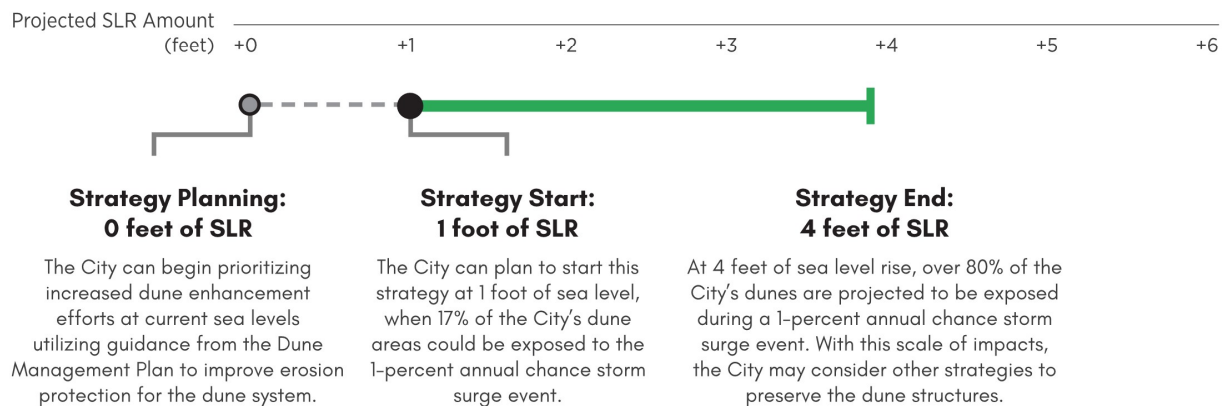 Projected SLR Amount
(feet) +0 +1 +2 +3 +4 +5 +6
Strategy Planning:
0 feet of SLR
The City can begin prioritizing
increased dune enhancement
efforts at current sea levels
utilizing guidance from the Dune
Management Plan to improve erosion
protection for the dune system.
Strategy Start:
1 foot of SLR
The City can plan to start this
strategy at 1 foot of sea level,
when 17% of the City's dune
areas could be exposed to the
1-percent annual chance storm
surge event.
Strategy End:
4 feet of SLR
At 4 feet of sea level rise, over 80% of the
City's dunes are projected to be exposed
during a 1-percent annual chance storm
surge event. With this scale of impacts,
the City may consider other strategies to
preserve the dune structures.